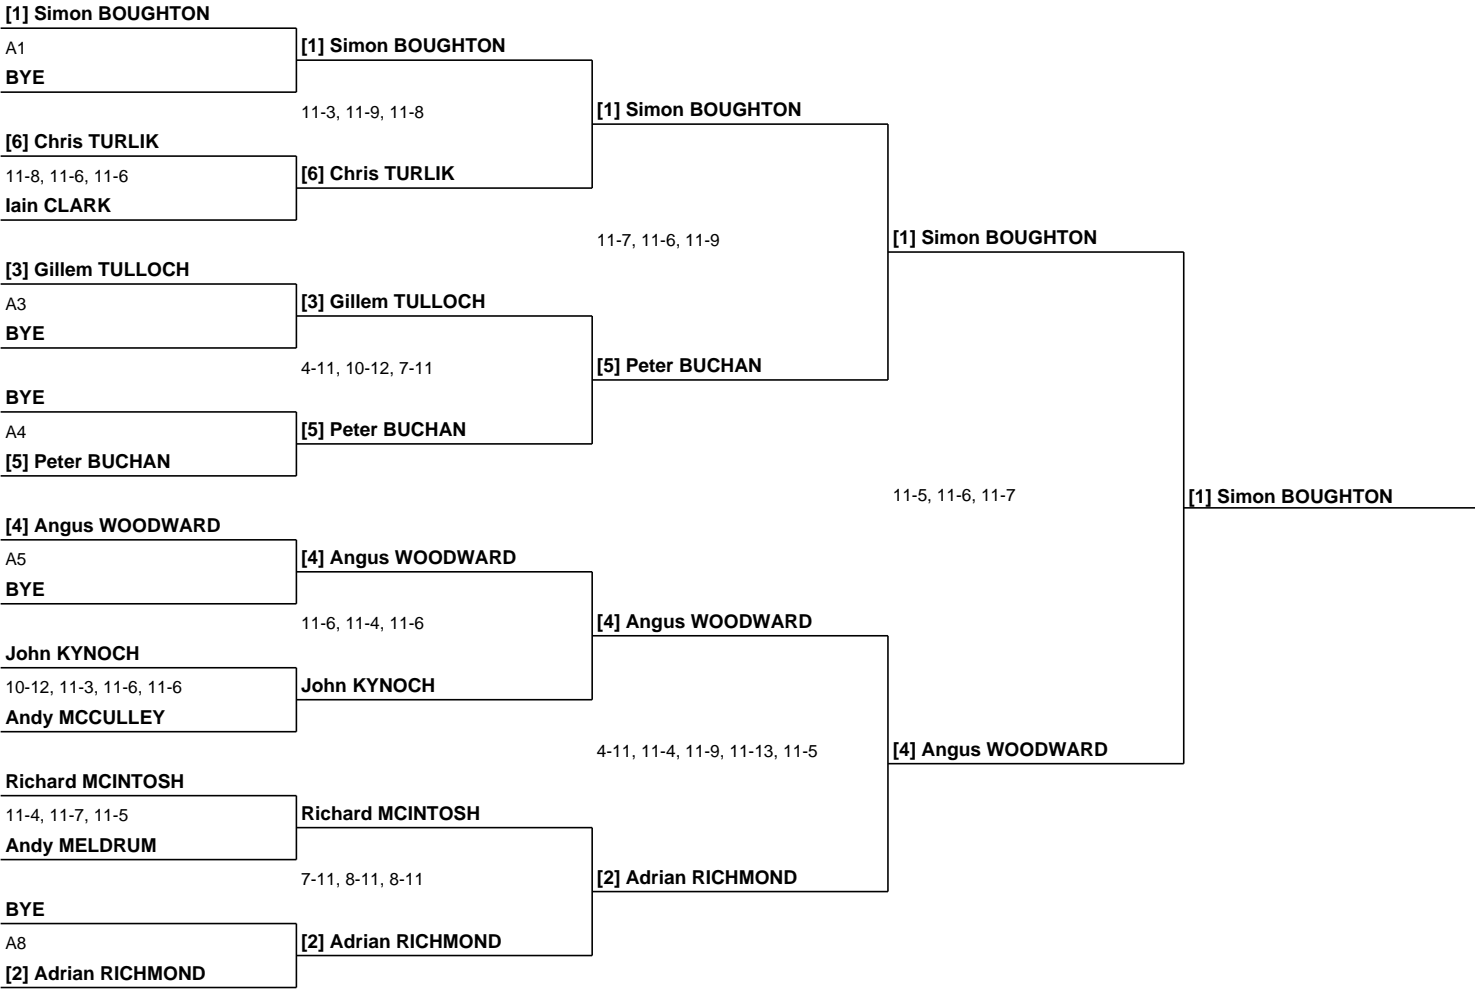 [1] Simon BOUGHTON
A1
BYE
[6] Chris TURLIK
11-8, 11-6, 11-6
Iain CLARK
[3] Gillem TULLOCH
A3
BYE
BYE
A4
[5] Peter BUCHAN
[4] Angus WOODWARD
A5
BYE
John KYNOCH
10-12, 11-3, 11-6, 11-6
Andy MCCULLEY
Richard MCINTOSH
11-4, 11-7, 11-5
Andy MELDRUM
BYE
A8
[2] Adrian RICHMOND
[1] Simon BOUGHTON
11-3, 11-9, 11-8
[6] Chris TURLIK
[3] Gillem TULLOCH
4-11, 10-12, 7-11
[5] Peter BUCHAN
[4] Angus WOODWARD
11-6, 11-4, 11-6
John KYNOCH
Richard MCINTOSH
7-11, 8-11, 8-11
[2] Adrian RICHMOND
[1] Simon BOUGHTON
11-7, 11-6, 11-9
[5] Peter BUCHAN
[4] Angus WOODWARD
4-11, 11-4, 11-9, 11-13, 11-5
[2] Adrian RICHMOND
[1] Simon BOUGHTON
11-5, 11-6, 11-7
[4] Angus WOODWARD
[1] Simon BOUGHTON